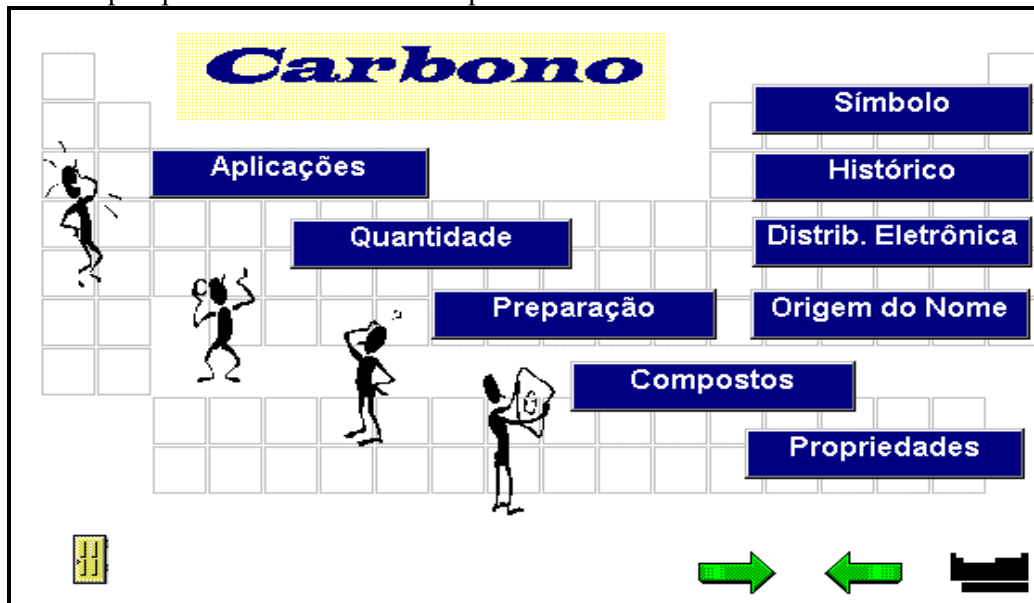 Carbono
Símbolo
Aplicações
Histórico
Quantidade
Distrib. Eletrônica
Preparação
Origem do Nome
Compostos
Propriedades